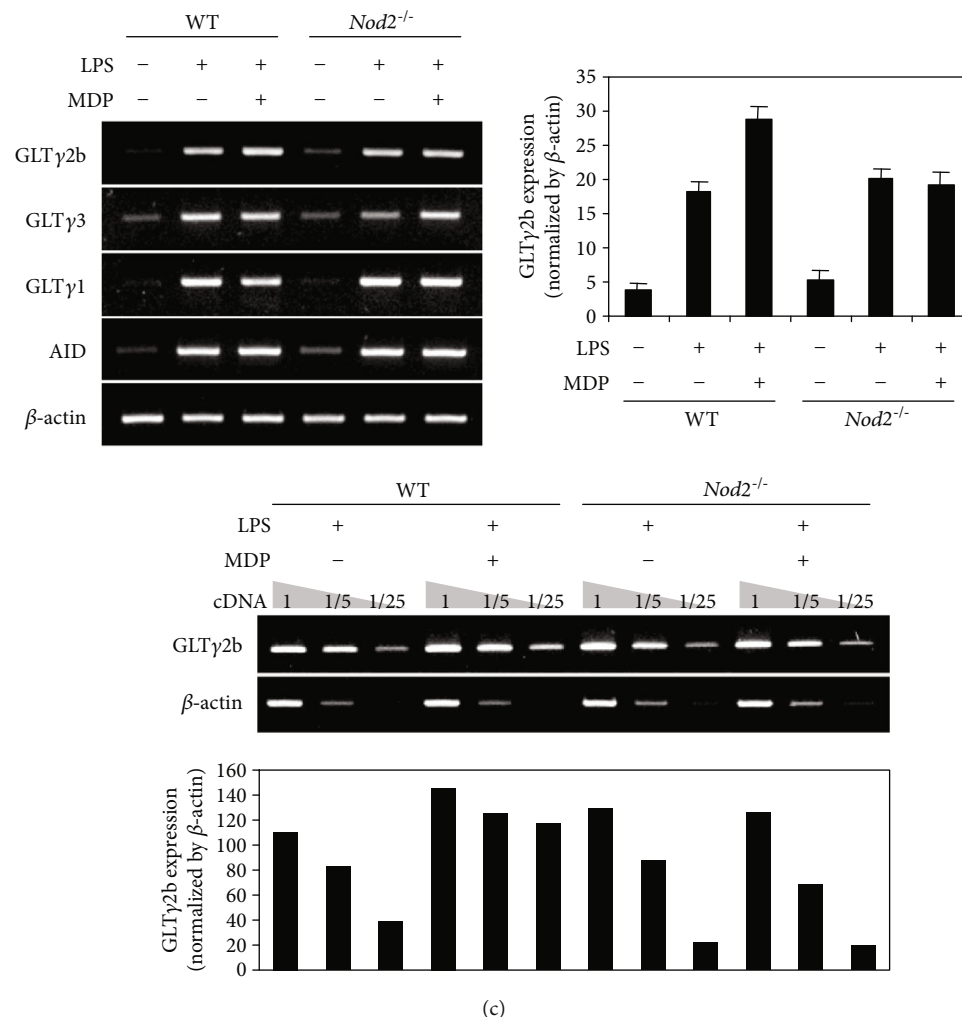 WT Nod2-/-
LPS − + + − + +
MDP − − + − − +
GLTγ2b
GLTγ3
GLTγ1
AID
β-actin
GLTγ2b expression
(normalized by β-actin)
35
30
25
20
15
10
5
0
LPS − + + − + +
MDP − − + − − +
WT Nod2-/-
WT Nod2-/-
LPS + + + +
MDP − + − +
cDNA 1 1/5 1/25 1 1/5 1/25 1 1/5 1/25 1 1/5 1/25
GLTγ2b
β-actin
GLTγ2b expression
(normalized by β-actin)
160
140
120
100
80
60
40
20
0
(c)